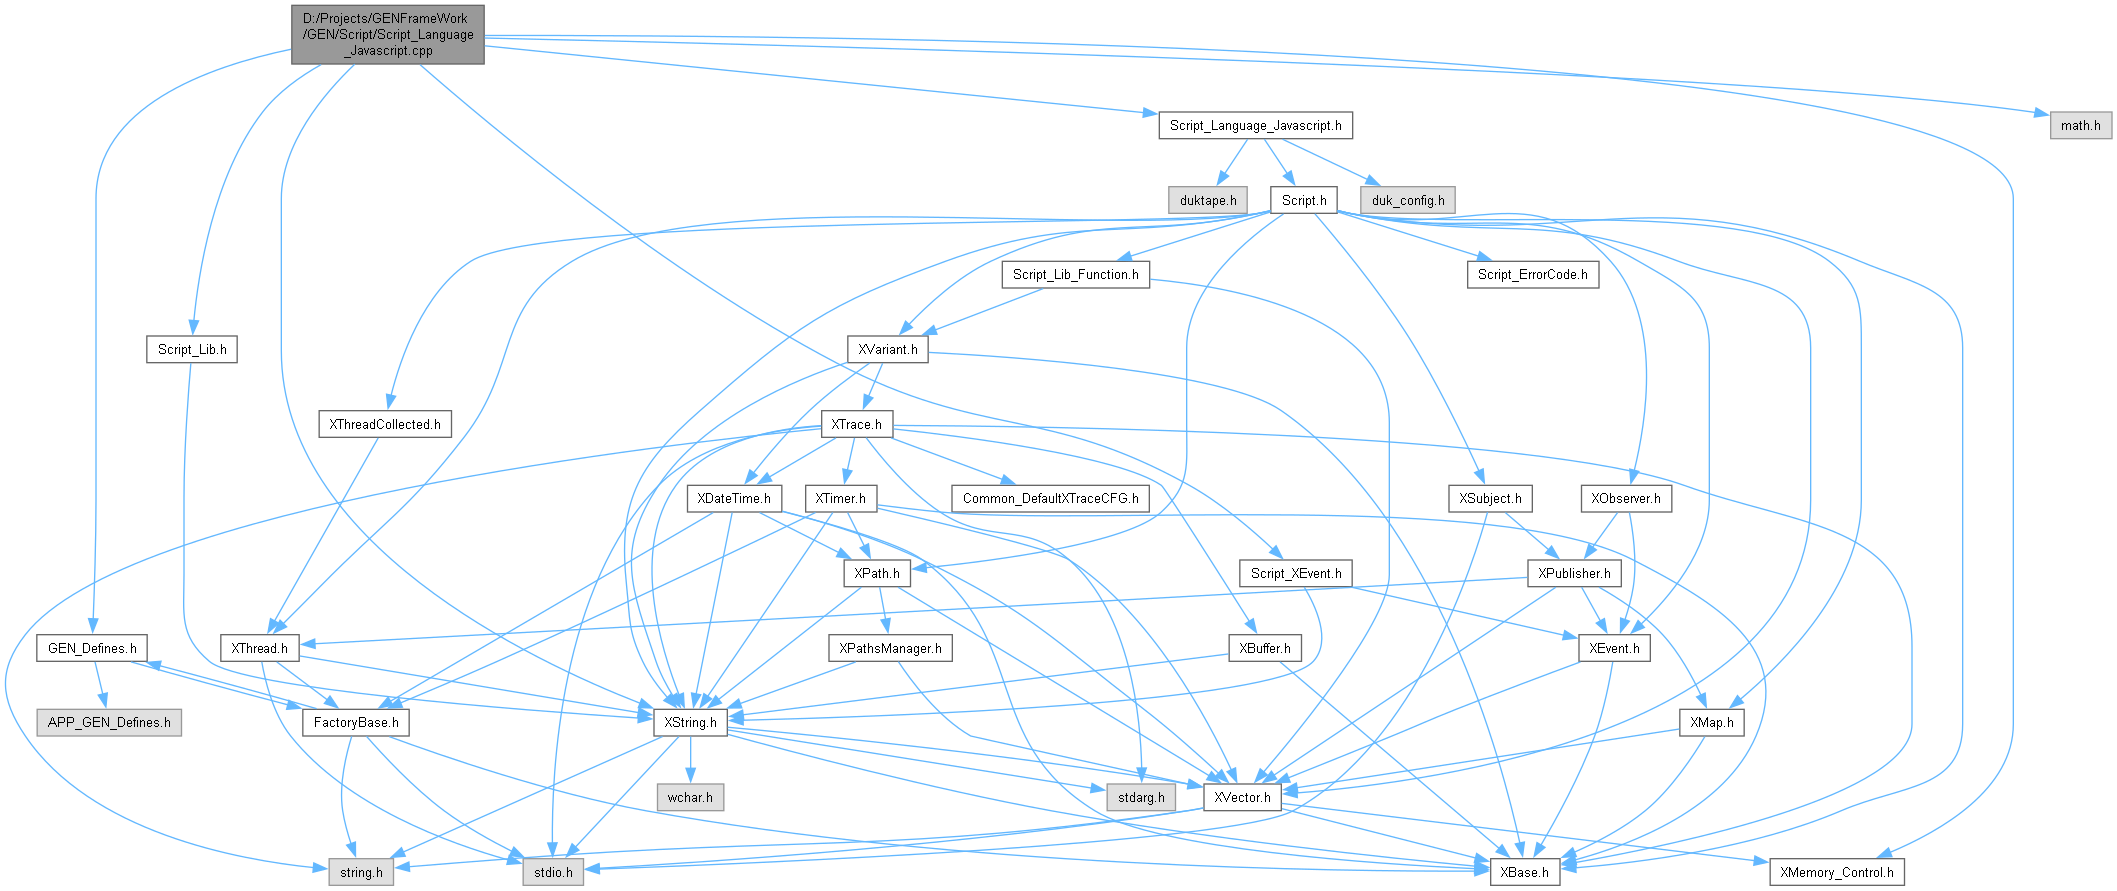 D:/Projects/GENFrameWork
/GEN/Script/Script_Language
_Javascript.cpp
Script_Language_Javascript.h
math.h
duktape.h
Script.h
duk_config.h
Script_Lib_Function.h
Script_ErrorCode.h
Script_Lib.h
XVariant.h
XThreadCollected.h
XTrace.h
XDateTime.h
XTimer.h
Common_DefaultXTraceCFG.h
XSubject.h
XObserver.h
XPath.h
Script_XEvent.h
XPublisher.h
GEN_Defines.h
XThread.h
XPathsManager.h
XBuffer.h
XEvent.h
APP_GEN_Defines.h
FactoryBase.h
XString.h
XMap.h
wchar.h
stdarg.h
XVector.h
string.h
stdio.h
XBase.h
XMemory_Control.h